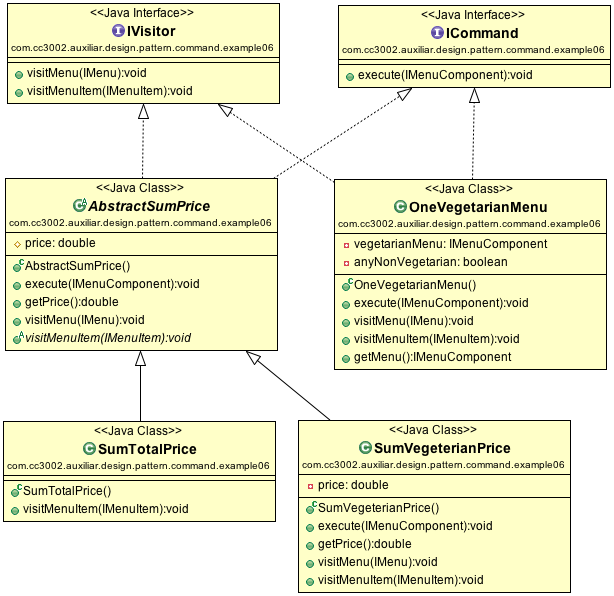 <<Java Interface>>
IVisitor
com.cc3002.auxiliar.design.pattern.command.example06
visitMenu(IMenu):void
visitMenuItem(IMenuItem):void
<<Java Interface>>
ICommand
com.cc3002.auxiliar.design.pattern.command.example06
execute(IMenuComponent):void
<<Java Class>>
AbstractSumPrice
com.cc3002.auxiliar.design.pattern.command.example06
price: double
AbstractSumPrice()
execute(IMenuComponent):void
getPrice():double
visitMenu(IMenu):void
visitMenuItem(IMenuItem):void
<<Java Class>>
OneVegetarianMenu
com.cc3002.auxiliar.design.pattern.command.example06
vegetarianMenu: IMenuComponent
anyNonVegetarian: boolean
OneVegetarianMenu()
execute(IMenuComponent):void
visitMenu(IMenu):void
visitMenuItem(IMenuItem):void
getMenu():IMenuComponent
<<Java Class>>
SumTotalPrice
com.cc3002.auxiliar.design.pattern.command.example06
SumTotalPrice()
visitMenuItem(IMenuItem):void
<<Java Class>>
SumVegeterianPrice
com.cc3002.auxiliar.design.pattern.command.example06
price: double
SumVegeterianPrice()
execute(IMenuComponent):void
getPrice():double
visitMenu(IMenu):void
visitMenuItem(IMenuItem):void